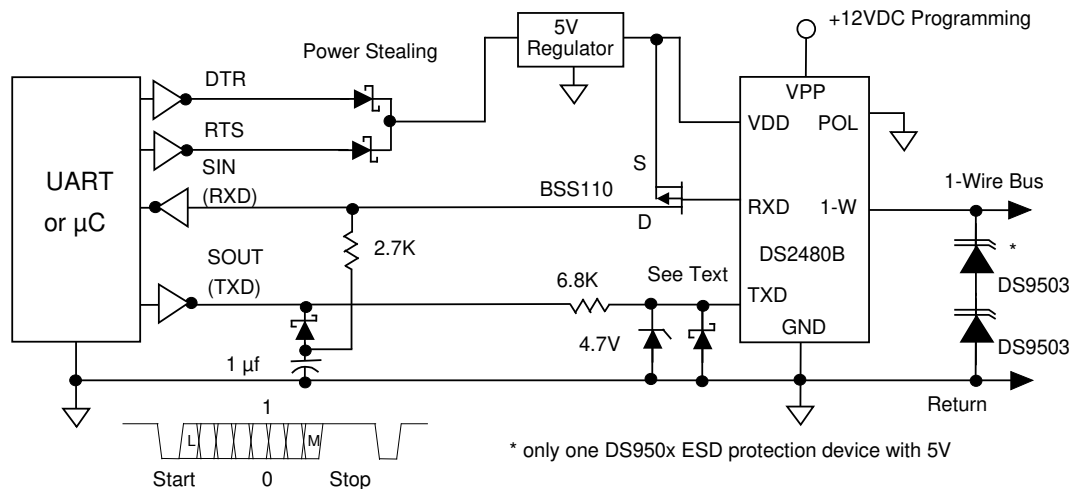 +12VDC Programming
5V
Regulator
Power Stealing
DTR
VPP
VDD
POL
RTS
S
SIN
(RXD)
UART
or µC
BSS110
D
RXD
1-W
1-Wire Bus
2.7K
DS2480B
*
SOUT
(TXD)
6.8K
See Text
TXD
DS9503
GND
4.7V
DS9503
1 µf
Return
1
L
M
* only one DS950x ESD protection device with 5V
Start
0
Stop